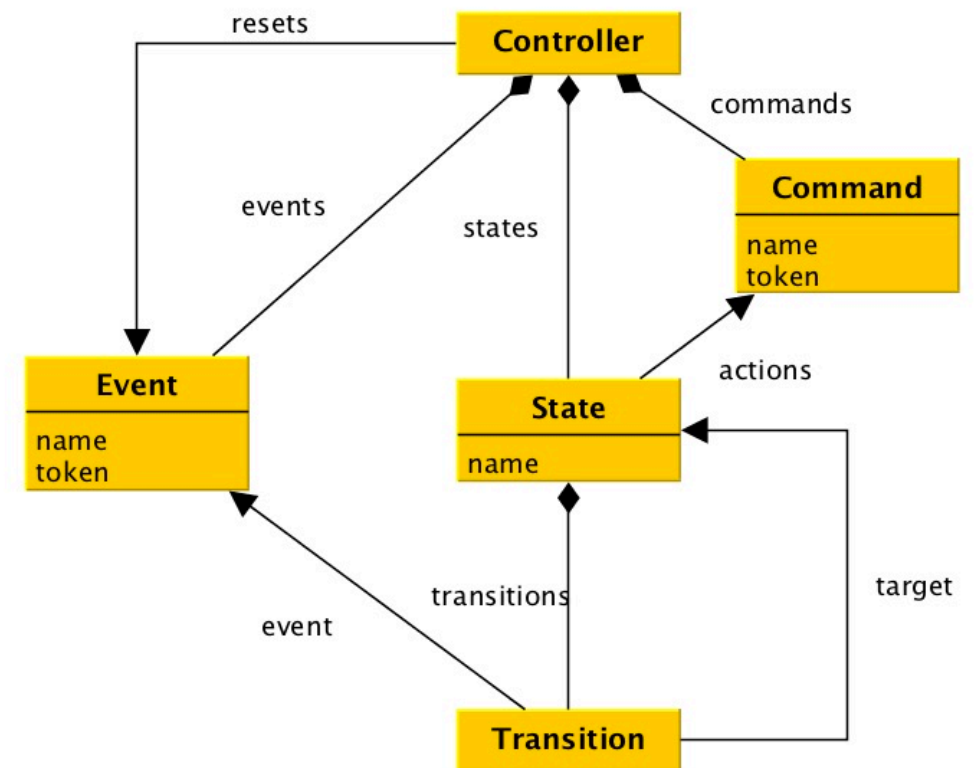 resets
Controller
commands
Command
name
token
events
states
actions
Event
name
token
State
name
transitions
target
event
Transition